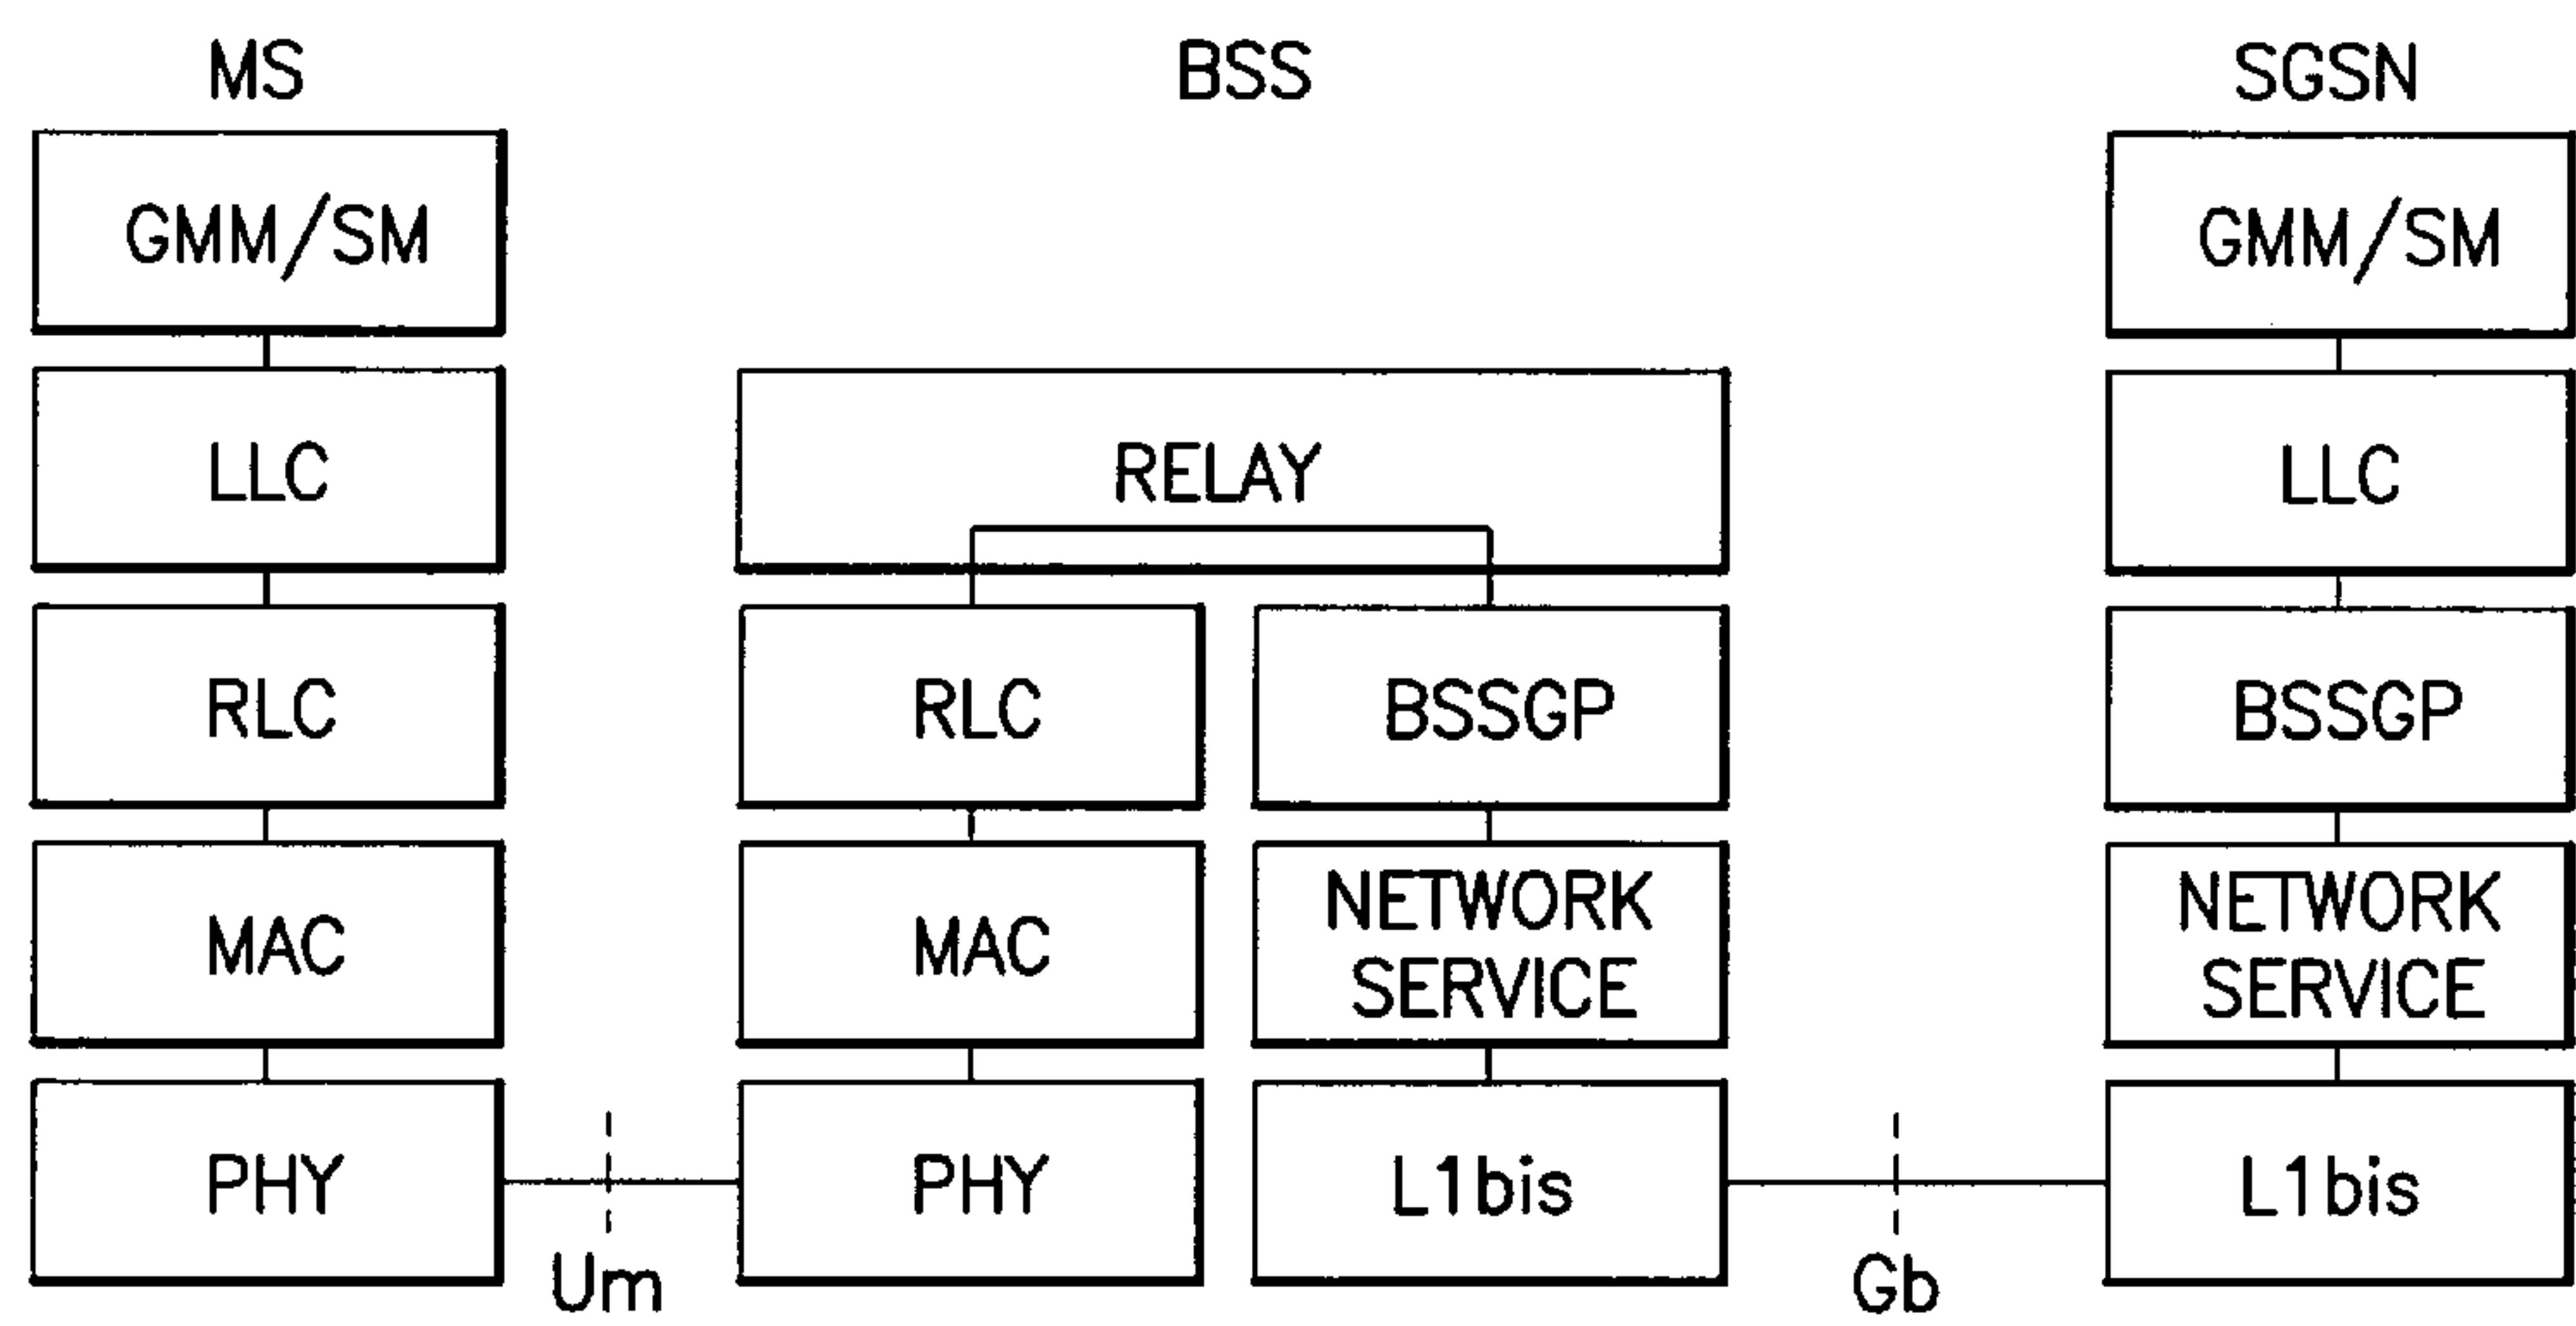 MS
BSS
SGSN
GMM/SM
GMM/SM
LLC
RELAY
LLC
RLC
RLC
BSSGP
BSSGP
MAC
MAC
NETWORK
SERVICE
NETWORK
SERVICE
PHY
PHY
L1bis
L1bis
Um
Gb